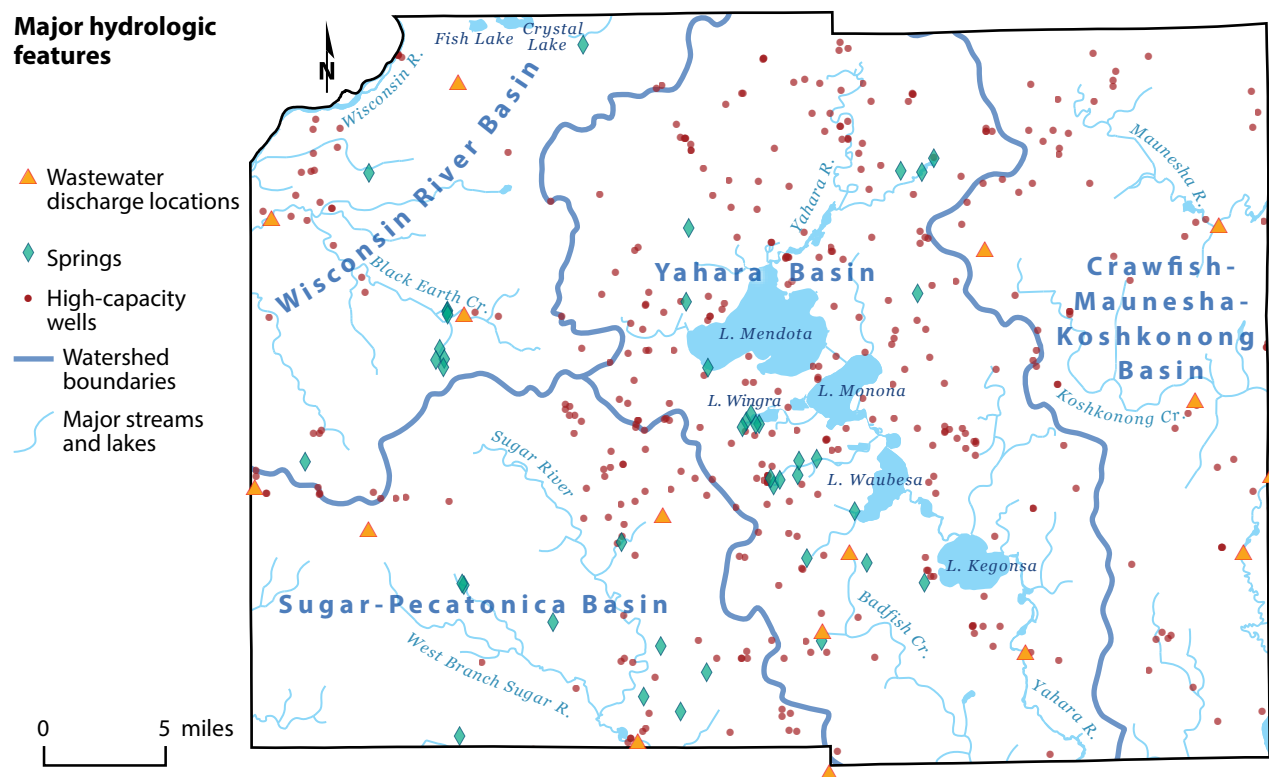 Major hydrologic
features
N
Wastewater
discharge locations
Springs
High-capacity
wells
Watershed
boundaries
Major streams
and lakes
0 5 miles
Fish Lake
Crystal
Lake
Wisconsin R.
Wisconsin River Basin
Black Earth Cr.
Yahara R.
Maunesha R.
Yahara Basin
Crawfish-
Maunesha-
Koshkonong
Basin
L. Mendota
L. Monona
L. Wingra
Koshkonong Cr.
Sugar River
L. Waubesa
L. Kegonsa
Sugar-Pecatonica Basin
Badfish Cr.
West Branch Sugar R.
Yahara R.